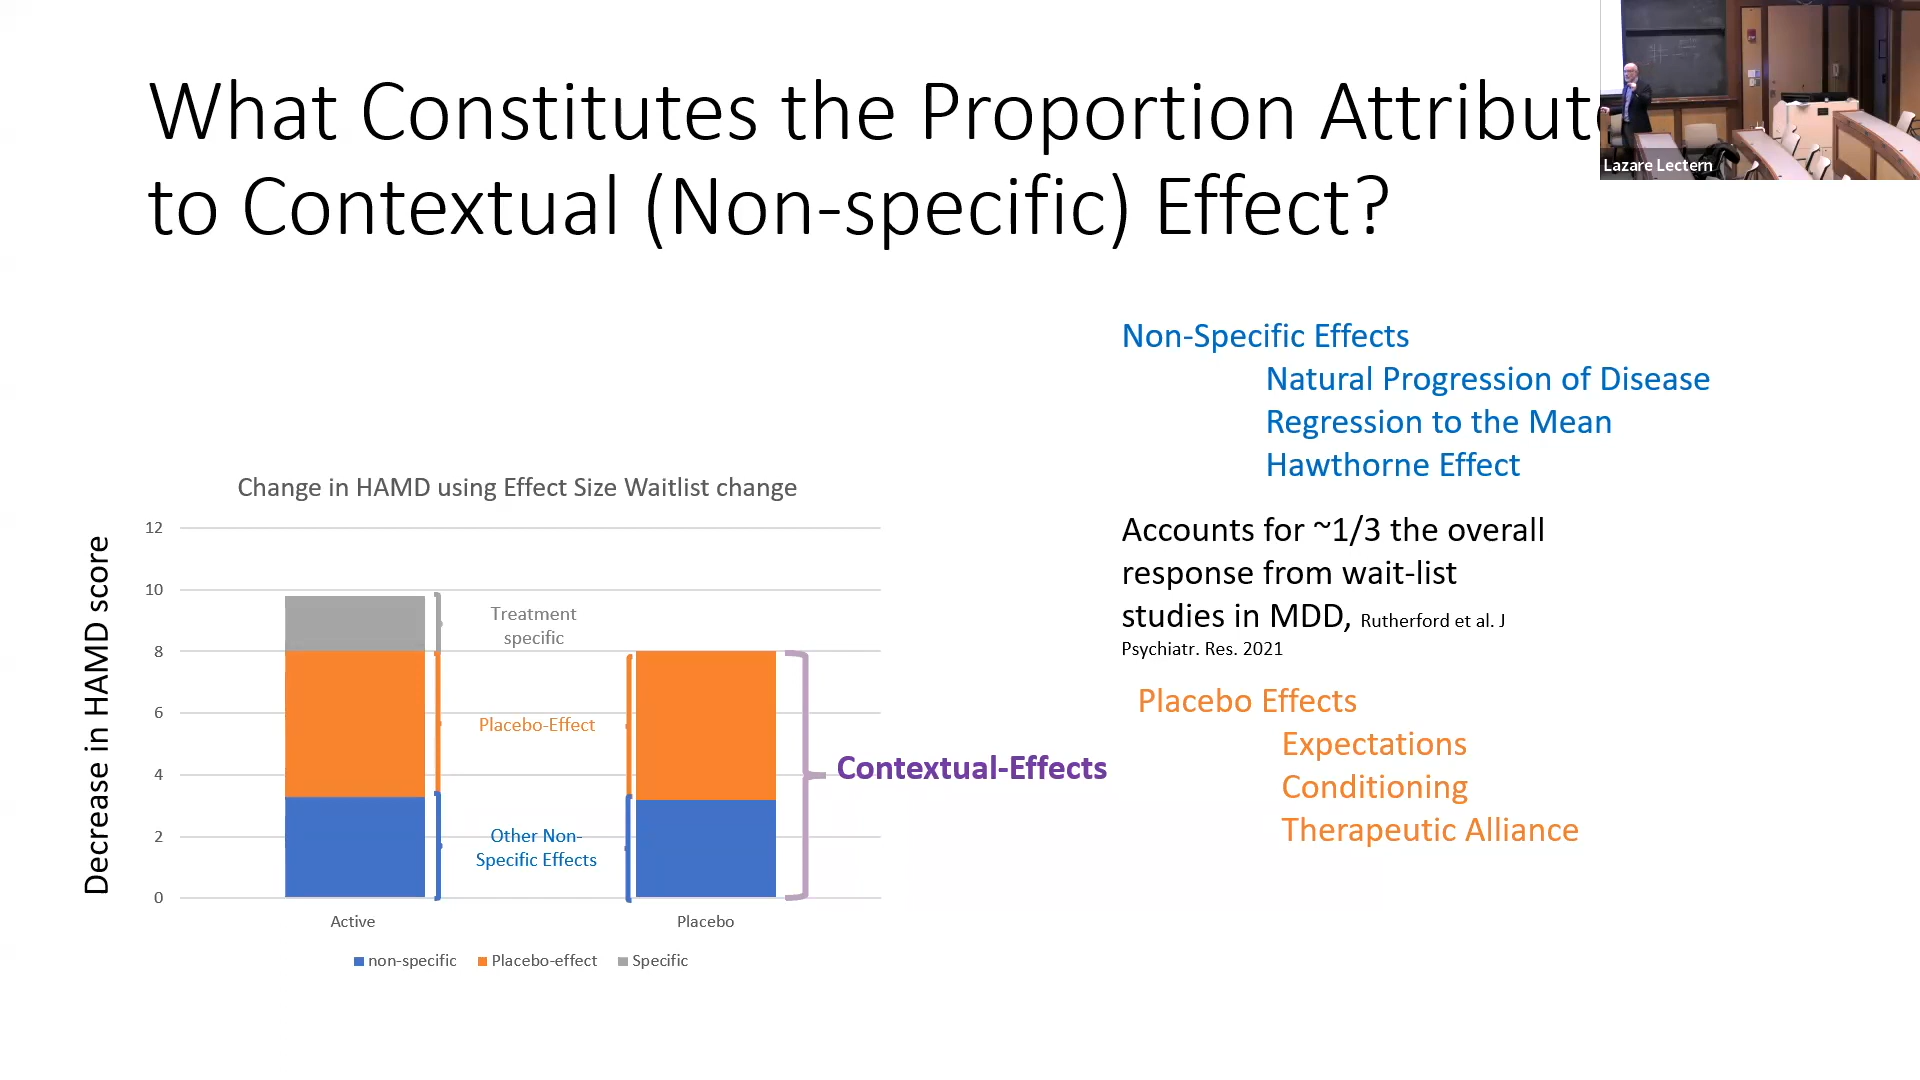 What Constitutes the Proportion Attribut
to Contextual (Non-specific) Effect?
Lazare Lectern
Non-Specific Effects
Natural Progression of Disease
Regression to the Mean
Hawthorne Effect
Accounts for ~1/3 the overall
response from wait-list
studies in MDD, Rutherford et al. J
Psychiatr. Res. 2021
Placebo Effects
Expectations
Conditioning
Therapeutic Alliance
Change in HAMD using Effect Size Waitlist change
Decrease in HAMD score
12
10
8
6
4
2
0
Treatment
specific
Placebo-Effect
Other Non-
Specific Effects
Contextual-Effects
Active
Placebo
non-specific
Placebo-effect
Specific